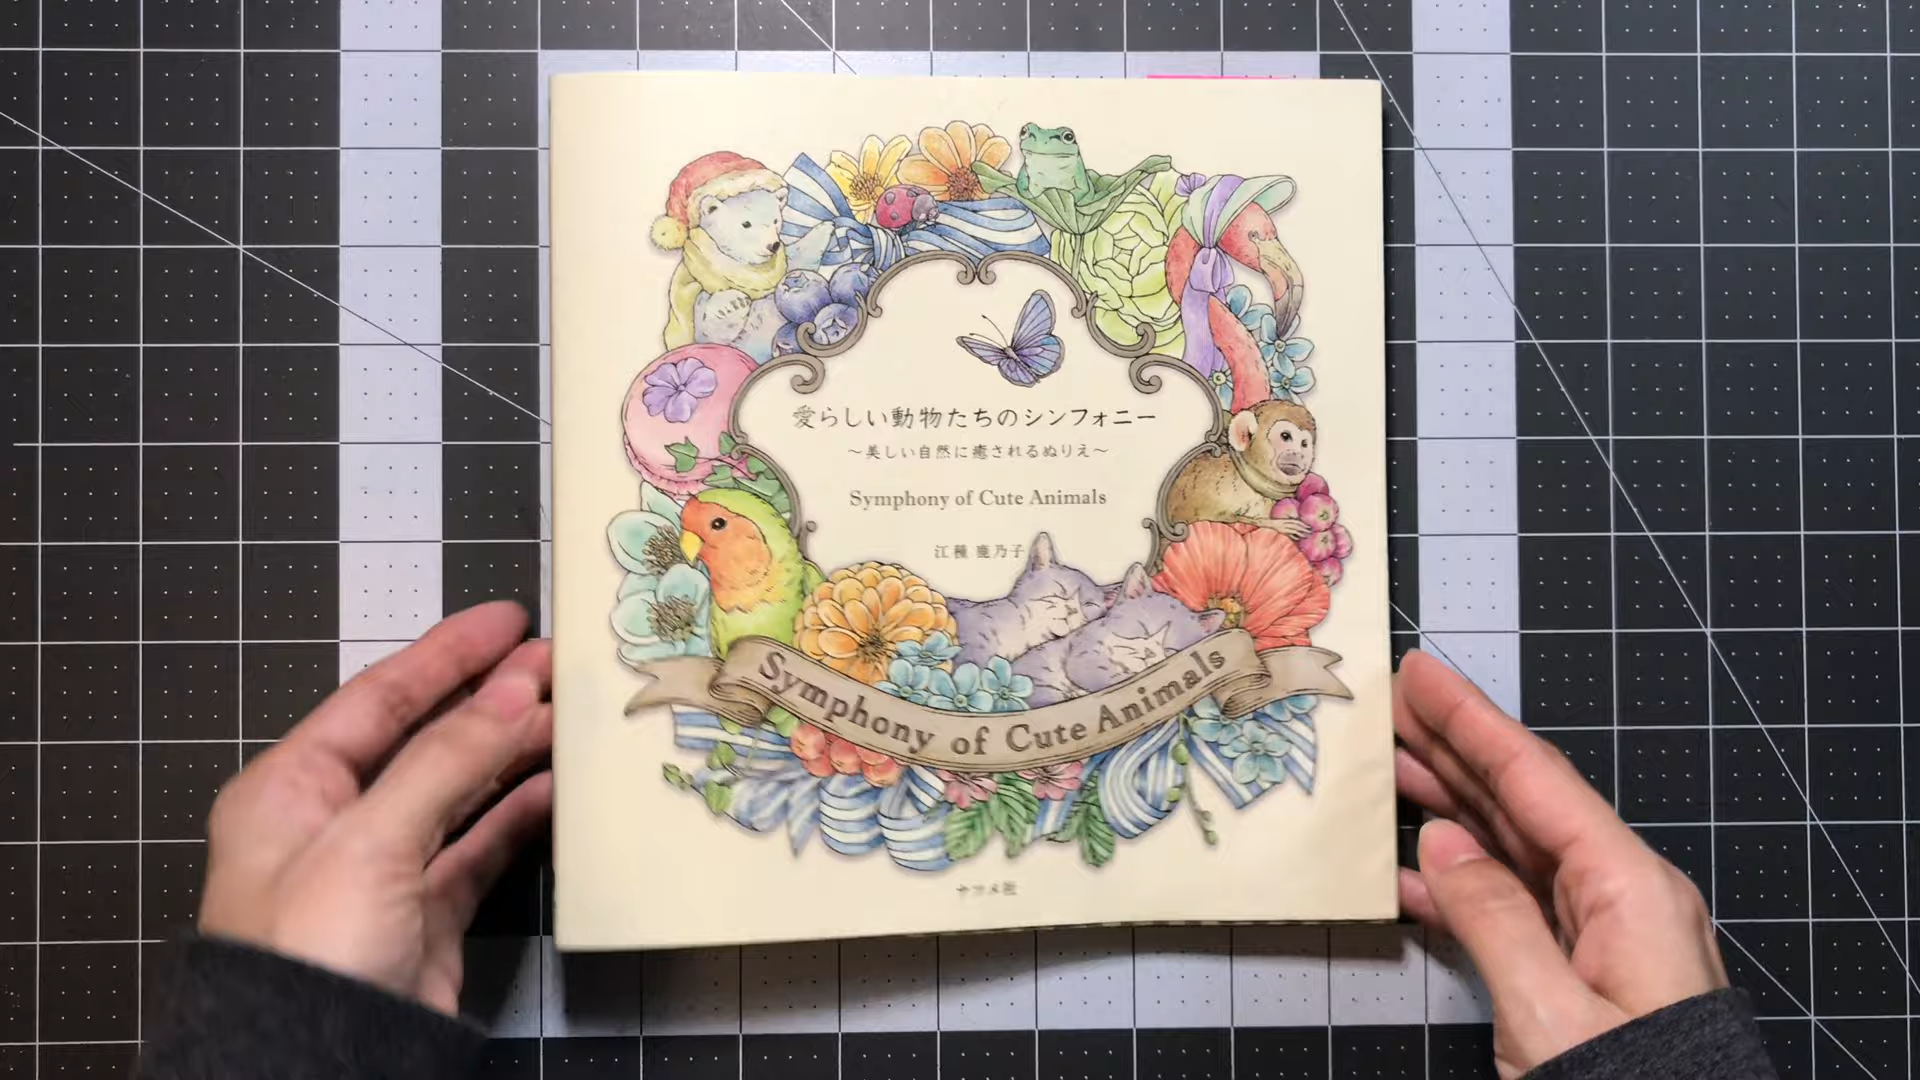 愛らしい動物たちのシンフォニー
～美しい自然に癒されるぬりえ～
Symphony of Cute Animals
江種 鹿乃子
Symphony of Cute Animals
ナツメ社